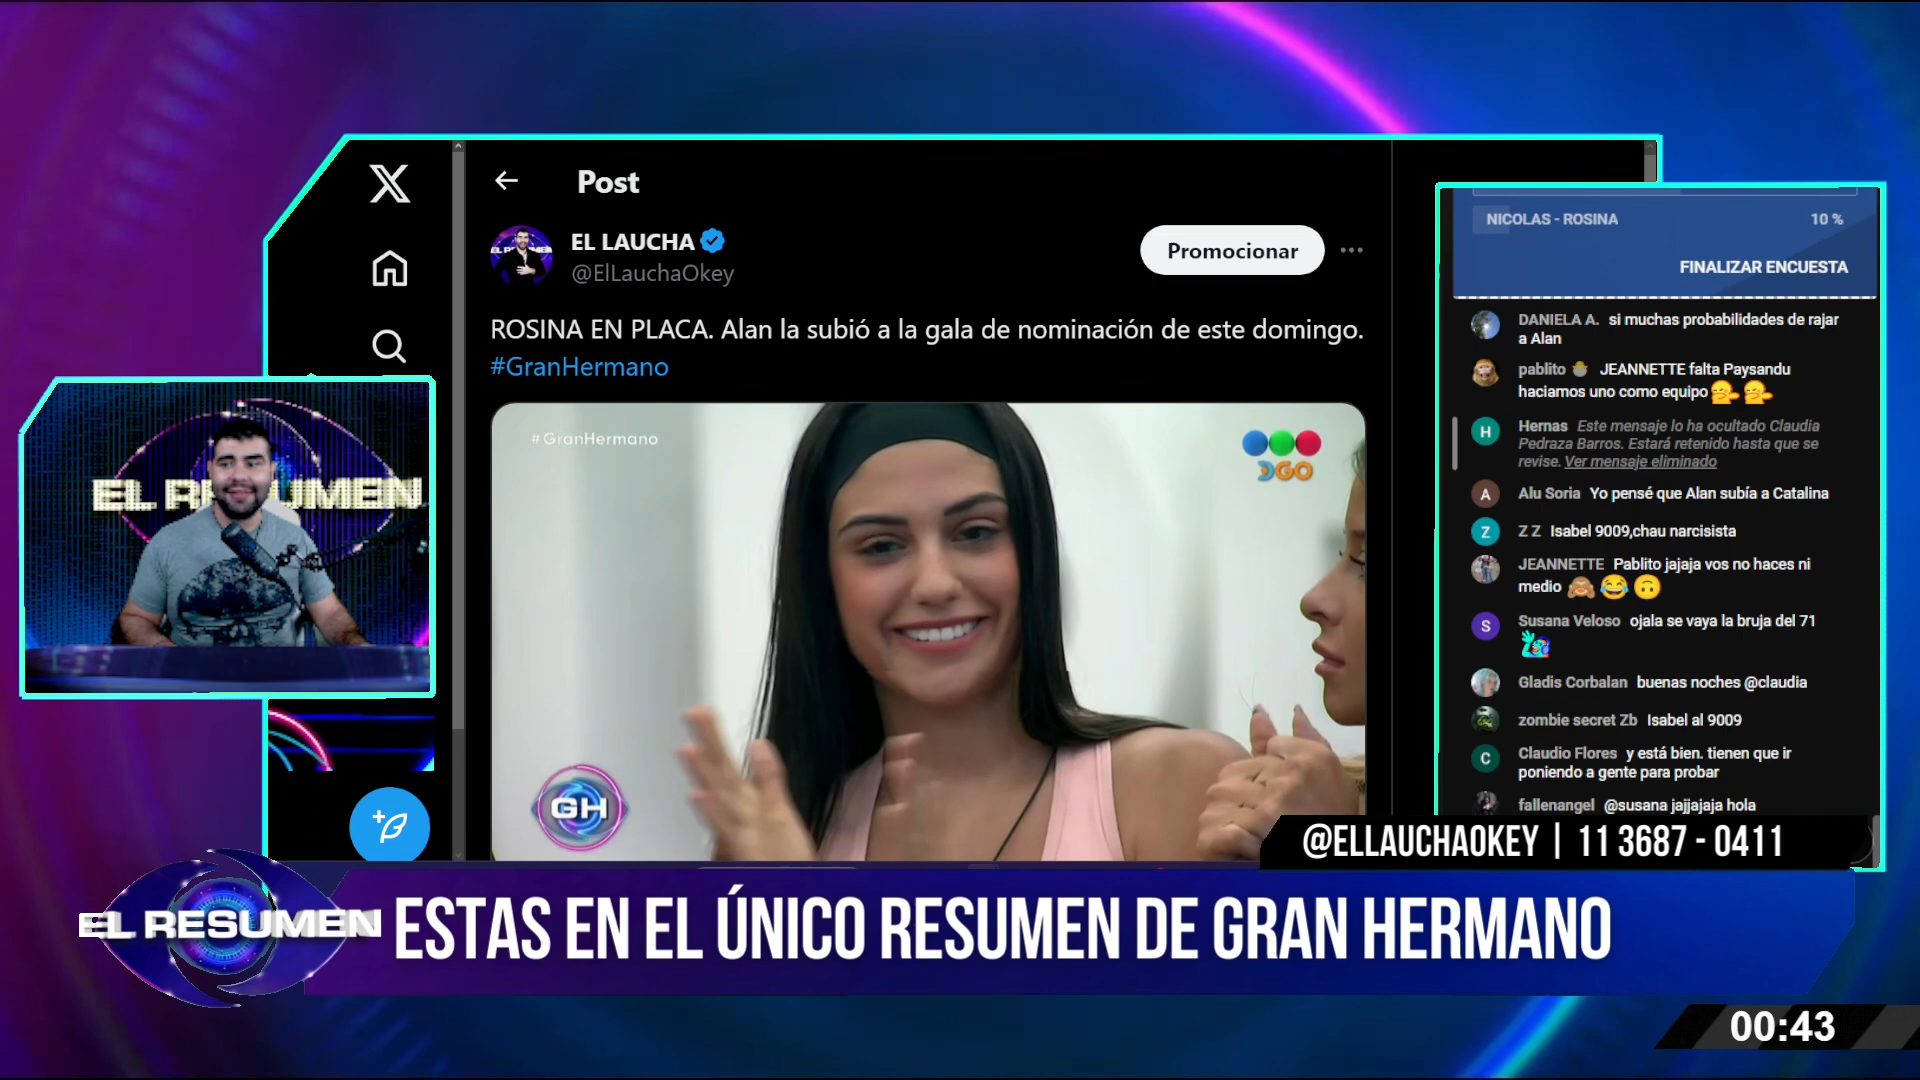 Post
EL LAUCHA
@ElLauchaOkey
Promocionar
ROSINA EN PLACA. Alan la subió a la gala de nominación de este domingo.
#GranHermano
#GranHermano
DGO
GH
EL RESUMEN
NICOLAS - ROSINA 10 %
FINALIZAR ENCUESTA
DANIELA A. si muchas probabilidades de rajar
a Alan
pablito JEANNETTE falta Paysandu
haciamos uno como equipo
H
Hernas Este mensaje lo ha ocultado Claudia
Pedraza Barros. Estará retenido hasta que se
revise. Ver mensaje eliminado
A
Alu Soria Yo pensé que Alan subía a Catalina
Z
Z Z Isabel 9009,chau narcisista
JEANNETTE Pablito jajaja vos no haces ni
medio
S
Susana Veloso ojala se vaya la bruja del 71
Gladis Corbalan buenas noches @claudia
zombie secret Zb Isabel al 9009
C
Claudio Flores y está bien. tienen que ir
poniendo a gente para probar
fallenangel @susana jajjajaja hola
@ELLAUCHAOKEY | 11 3687 - 0411
EL RESUMEN
ESTAS EN EL ÚNICO RESUMEN DE GRAN HERMANO
00:43